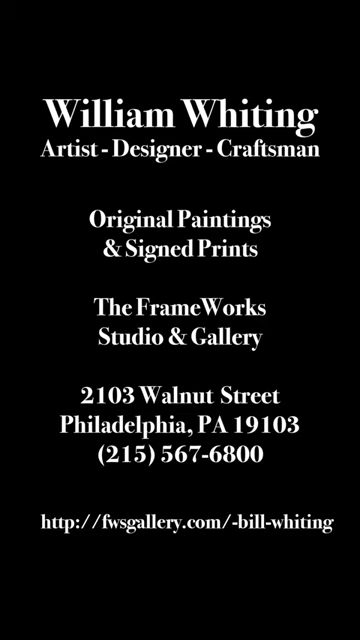 William Whiting
Artist - Designer - Craftsman
Original Paintings
& Signed Prints
The FrameWorks
Studio & Gallery
2103 Walnut Street
Philadelphia, PA 19103
(215) 567-6800
http://fwsgallery.com/-bill-whiting